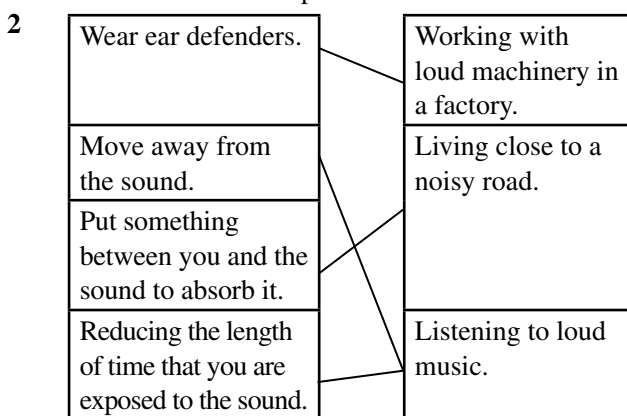 2
Wear ear defenders.
Working with
loud machinery in
a factory.
Move away from
the sound.
Living close to a
noisy road.
Put something
between you and the
sound to absorb it.
Reducing the length
of time that you are
exposed to the sound.
Listening to loud
music.